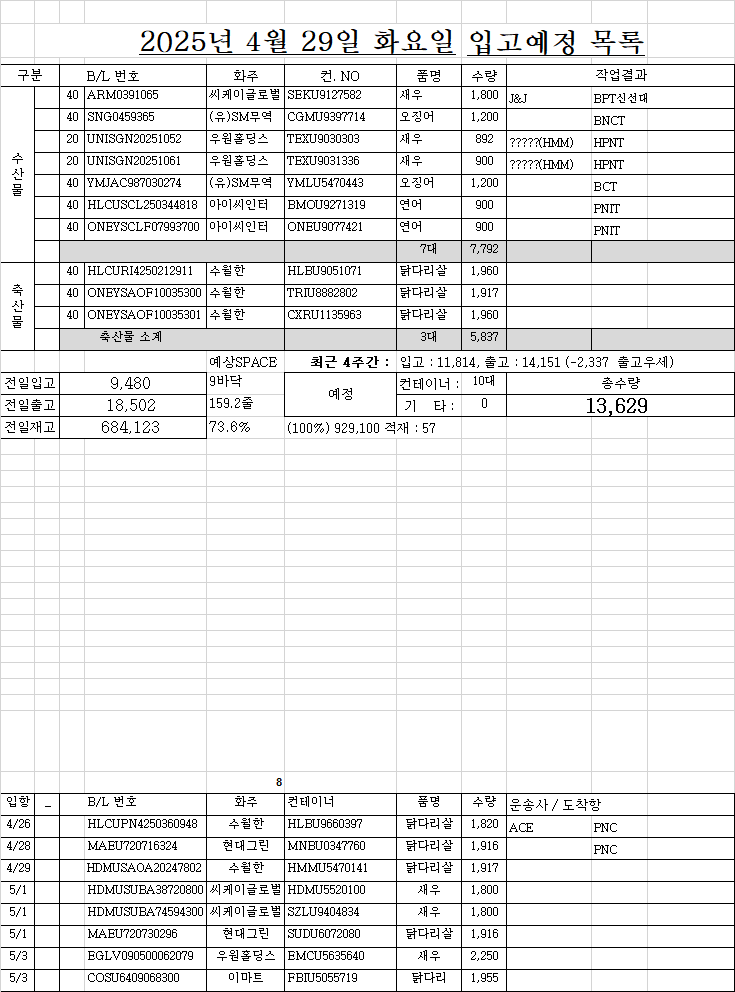 2025년 4월 29일 화요일 입고예정 목록
구분 B/L 번호 화주 컨. NO 품명 수량 작업결과
수산물
40 ARM0391065 씨케이글로벌 SEKU9127582 새우 1,800 J&J BPT신선대
40 SNG0459365 (유)SM무역 CGMU9397714 오징어 1,200 BNCT
20 UNISGN20251052 우원홀딩스 TEXU9030303 새우 892 ?????(HMM) HPNT
20 UNISGN20251061 우원홀딩스 TEXU9031336 새우 900 ?????(HMM) HPNT
40 YMJAC987030274 (유)SM무역 YMLU5470443 오징어 1,200 BCT
40 HLCUSCL250344818 아이씨인터 BMOU9271319 연어 900 PNIT
40 ONEYSCLF07993700 아이씨인터 ONEU9077421 연어 900 PNIT
7대 7,792
축산물
40 HLCURI4250212911 수월한 HLBU9051071 닭다리살 1,960
40 ONEYSAOF10035300 수월한 TRIU8882802 닭다리살 1,917
40 ONEYSAOF10035301 수월한 CXRU1135963 닭다리살 1,960
축산물 소계 3대 5,837
예상SPACE 최근 4주간 : 입고 : 11,814, 출고 : 14,151 (-2,337 출고우세)
전일입고 9,480 9바닥 예정 컨테이너 : 10대 총수량
전일출고 18,502 159.2줄 기 타 : 0 13,629
전일재고 684,123 73.6% (100%) 929,100 적재 : 57
8
입항 _ B/L 번호 화주 컨테이너 품명 수량 운송사 / 도착항
4/26 HLCUPN4250360948 수월한 HLBU9660397 닭다리살 1,820 ACE PNC
4/28 MAEU720716324 현대그린 MNBU0347760 닭다리살 1,916 PNC
4/29 HDMUSAOA20247802 수월한 HMMU5470141 닭다리살 1,917
5/1 HDMUSUBA38720800 씨케이글로벌 HDMU5520100 새우 1,800
5/1 HDMUSUBA74594300 씨케이글로벌 SZLU9404834 새우 1,800
5/1 MAEU720730296 현대그린 SUDU6072080 닭다리살 1,916
5/3 EGLV090500062079 우원홀딩스 EMCU5635640 새우 2,250
5/3 COSU6409068300 이마트 FBIU5055719 닭다리 1,955